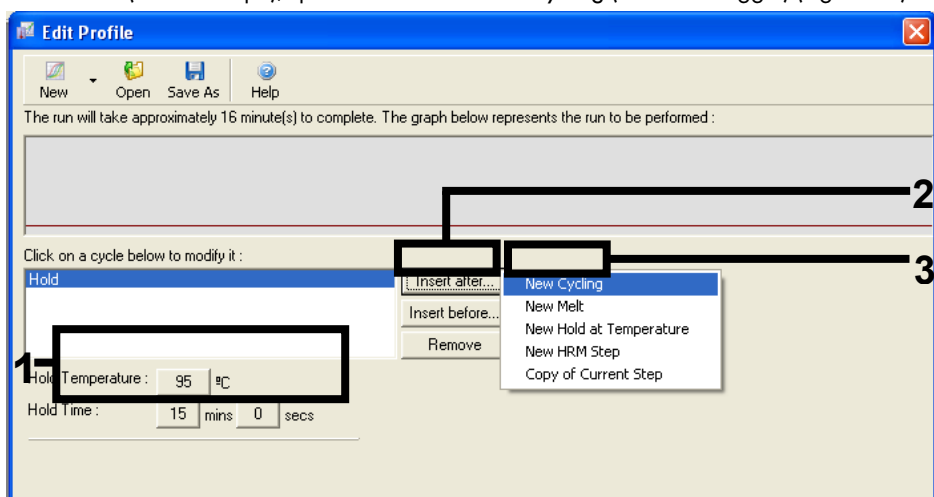 Edit Profile
New Open Save As Help
The run will take approximately 16 minute(s) to complete. The graph below represents the run to be performed :
2
Click on a cycle below to modify it :
3
Hold
Insert after...
New Cycling
Insert before...
New Melt
New Hold at Temperature
Remove
New HRM Step
Copy of Current Step
1
Hold Temperature : 95 ºC
Hold Time : 15 mins 0 secs